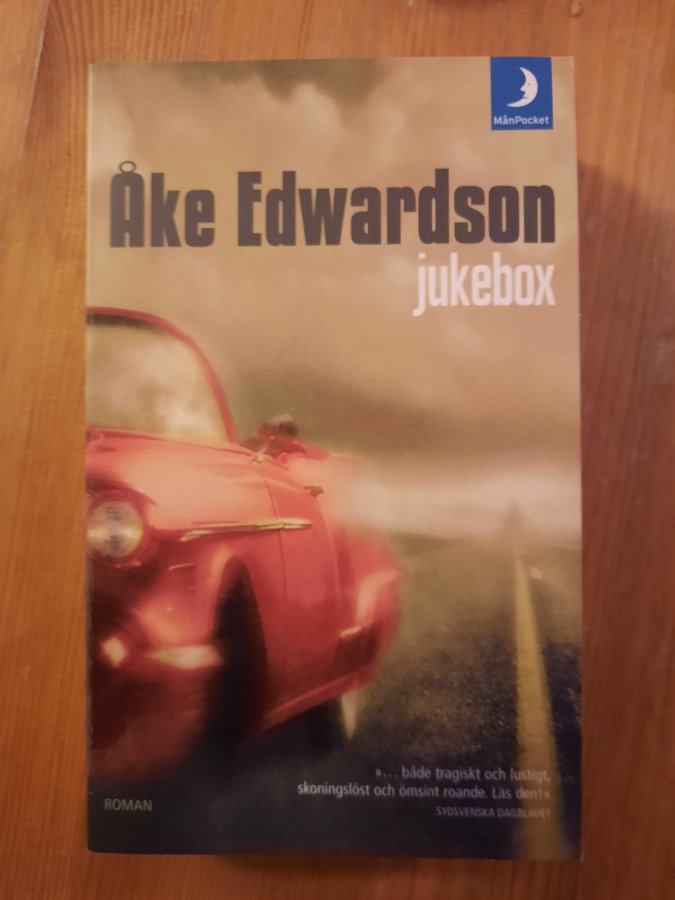 MånPocket
Åke Edwardson
jukebox
»... både tragiskt och lustigt,
skoningslöst och ömsint roande. Läs den!«
SYDSVENSKA DAGBLADET
ROMAN